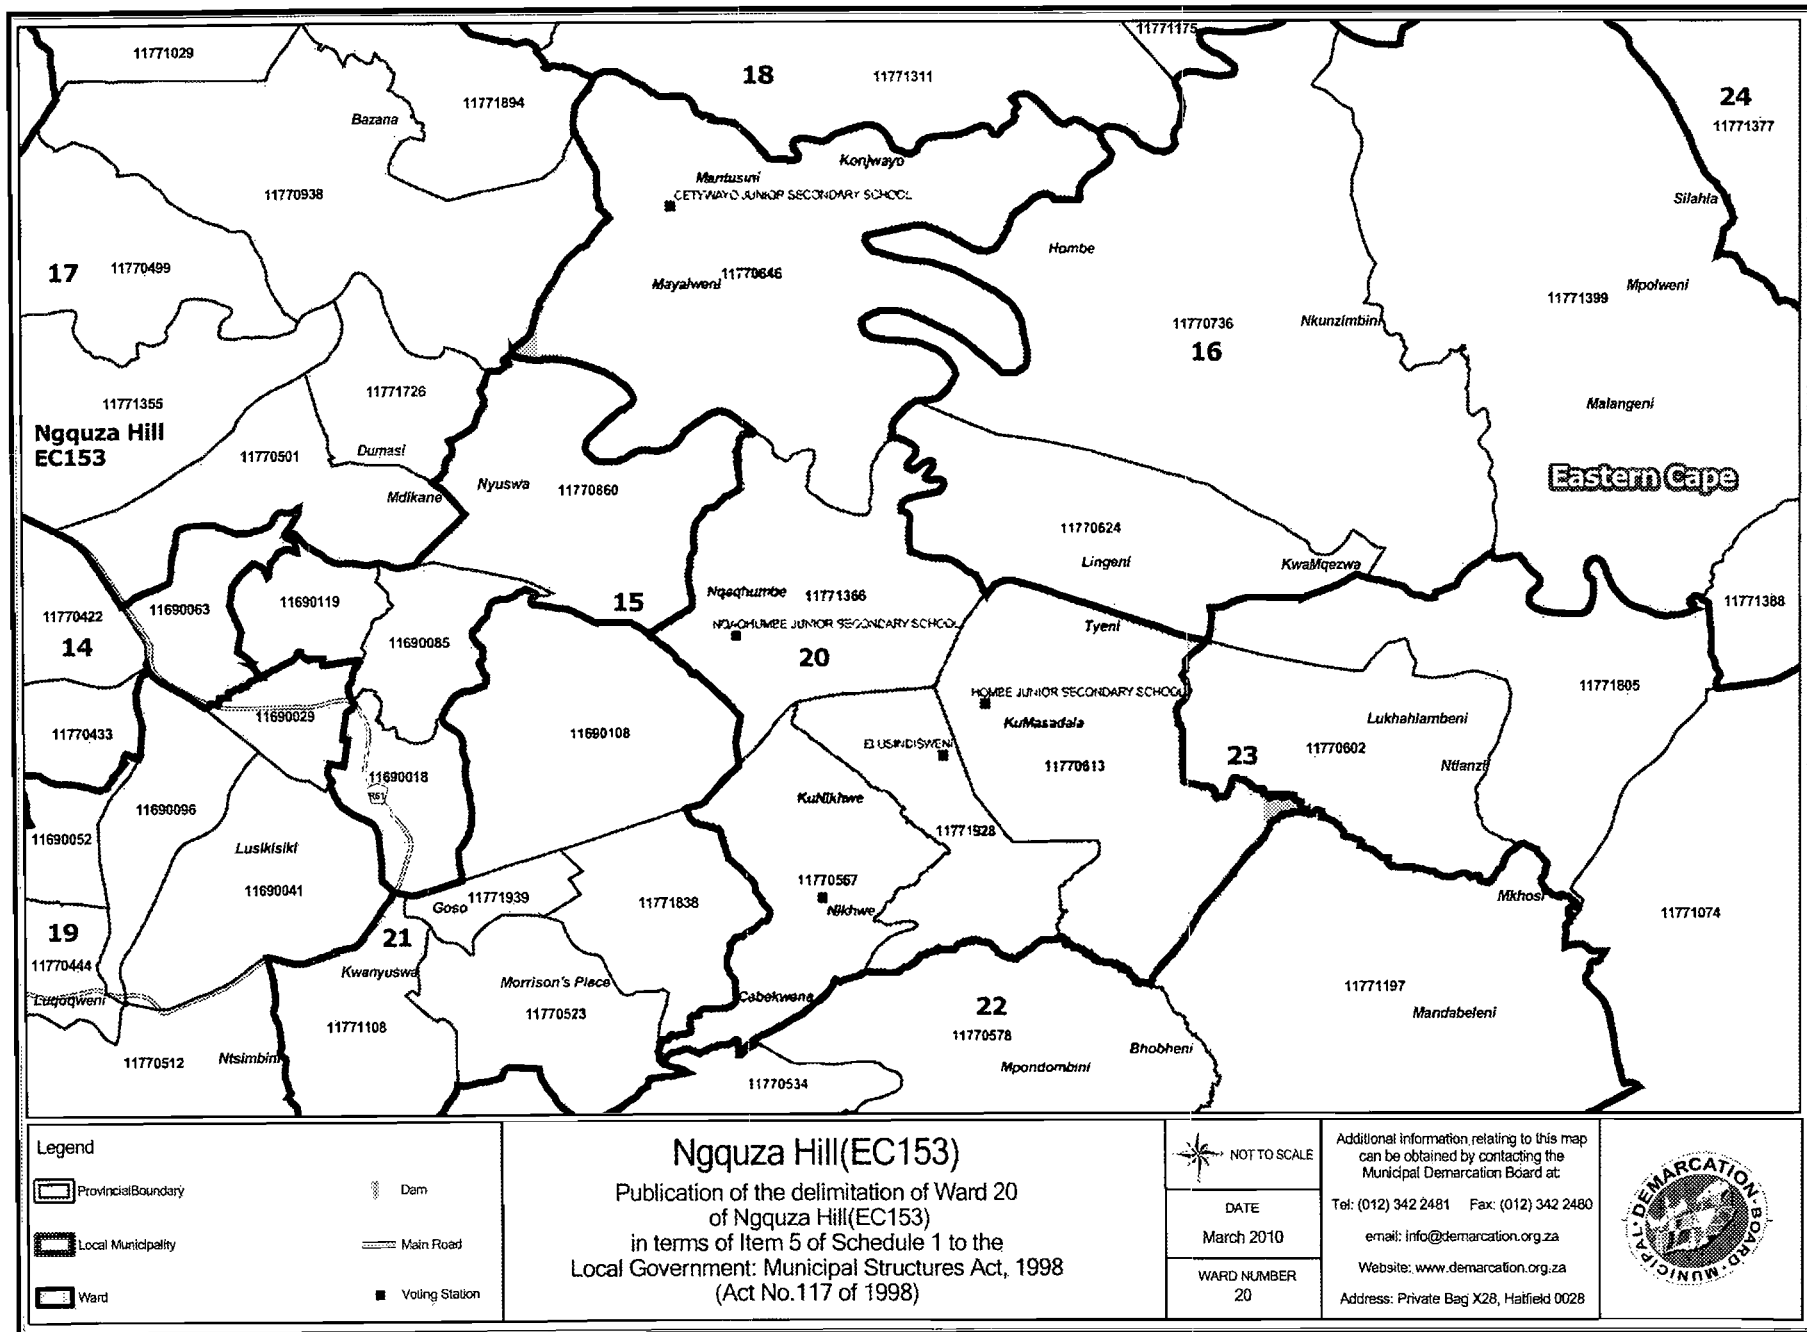 11771029
11771175
18
11771311
24
11771377
11771894
Bazana
Konjwayo
Mantusini
CETYWAYO JUNIOR SECONDARY SCHOOL
11770938
Silahla
Hombe
17
11770499
Mayalweni
11770646
11771399
Mpolweni
11770736
16
Nkunzimbini
11771726
11771355
Malangeni
Ngquza Hill
EC153
Dumasi
11770501
Mdikane
Nyuswa
11770860
Eastern Cape
11770624
Lingeni
KwaMqezwa
11770422
14
11690063
11690119
15
Nqaqhumbe
11771366
NQAQHUMBE JUNIOR SECONDARY SCHOOL
20
Tyeni
11771388
11690085
11771805
HOMBE JUNIOR SECONDARY SCHOOL
KuMasadala
Lukhahlambeni
11770433
11690029
11690108
ELUSINDISWENI
11770613
23
11770602
Ntlanzi
11690018
R61
11690096
KuNikhwe
11690052
Lusikisiki
11771928
11690041
11770567
Nikhwe
Mkhosi
11771074
Goso
11771939
11771838
19
11770444
21
Luqoqweni
Kwanyuswa
Morrison's Place
11770523
Cabekwana
22
11770578
11771197
Mandabeleni
11771108
11770512
Ntsimbini
Bhobheni
Mpondombini
11770534
Legend
ProvincialBoundary
Dam
Local Municipality
Main Road
Ward
Voting Station
Ngquza Hill(EC153)
Publication of the delimitation of Ward 20
of Ngquza Hill(EC153)
in terms of Item 5 of Schedule 1 to the
Local Government: Municipal Structures Act, 1998
(Act No.117 of 1998)
NOT TO SCALE
DATE
March 2010
WARD NUMBER
20
Additional information relating to this map
can be obtained by contacting the
Municipal Demarcation Board at:
Tel: (012) 342 2481 Fax: (012) 342 2480
email: info@demarcation.org.za
Website: www.demarcation.org.za
Address: Private Bag X28, Hatfield 0028
MUNICIPAL DEMARCATION BOARD